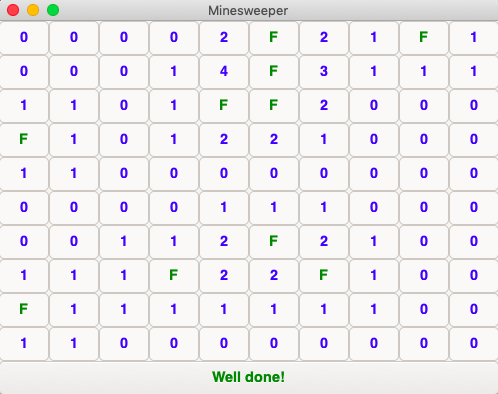 Minesweeper
0 0 0 0 2 F 2 1 F 1
0 0 0 1 4 F 3 1 1 1
1 1 0 1 F F 2 0 0 0
F 1 0 1 2 2 1 0 0 0
1 1 0 0 0 0 0 0 0 0
0 0 0 0 1 1 1 0 0 0
0 0 1 1 2 F 2 1 0 0
1 1 1 F 2 2 F 1 0 0
F 1 1 1 1 1 1 1 0 0
1 1 0 0 0 0 0 0 0 0
Well done!